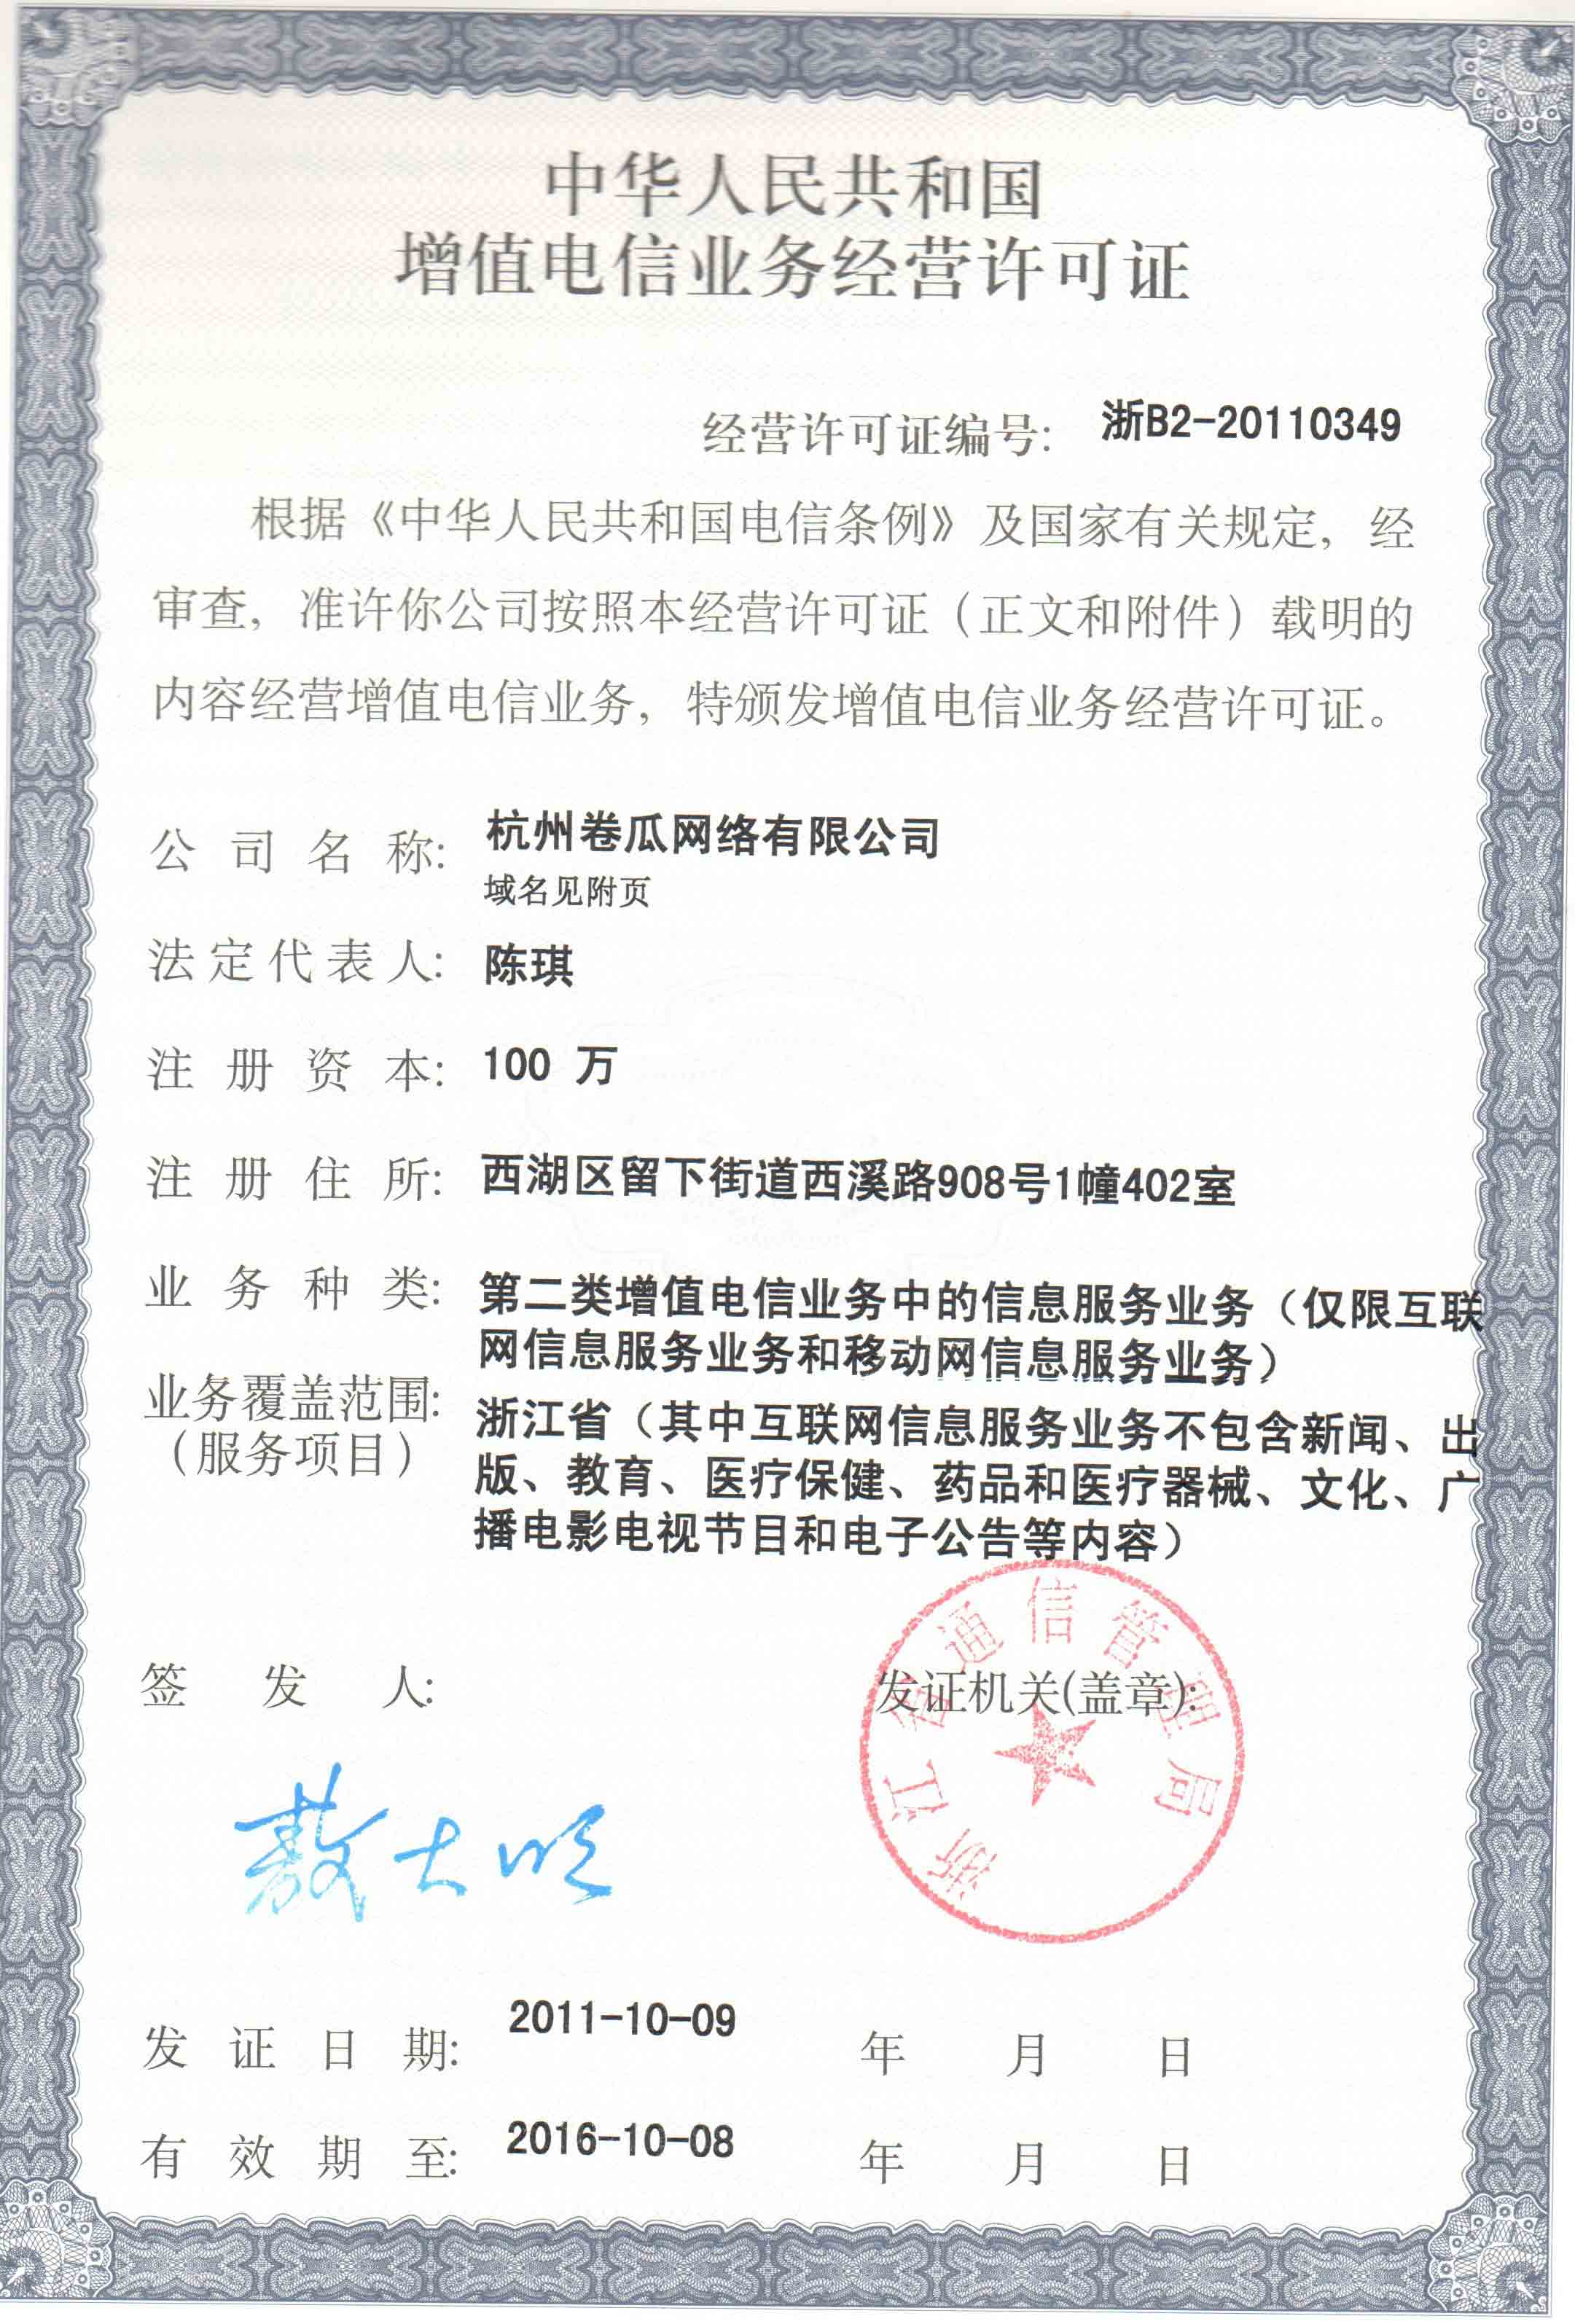 中华人民共和国
增值电信业务经营许可证
经营许可证编号: 浙B2-20110349
根据《中华人民共和国电信条例》及国家有关规定，经
审查，准许你公司按照本经营许可证（正文和附件）载明的
内容经营增值电信业务，特颁发增值电信业务经营许可证。
公司名称: 杭州卷瓜网络有限公司
域名见附页
法定代表人: 陈琪
注册资本: 100 万
注册住所: 西湖区留下街道西溪路908号1幢402室
业务种类: 第二类增值电信业务中的信息服务业务（仅限互联
网信息服务业务和移动网信息服务业务）
业务覆盖范围: 浙江省（其中互联网信息服务业务不包含新闻、出
（服务项目） 版、教育、医疗保健、药品和医疗器械、文化、广
播电影电视节目和电子公告等内容）
签发人:
发证机关(盖章):
浙江省通信管理局
发证日期: 2011-10-09 年 月 日
有效期至: 2016-10-08 年 月 日